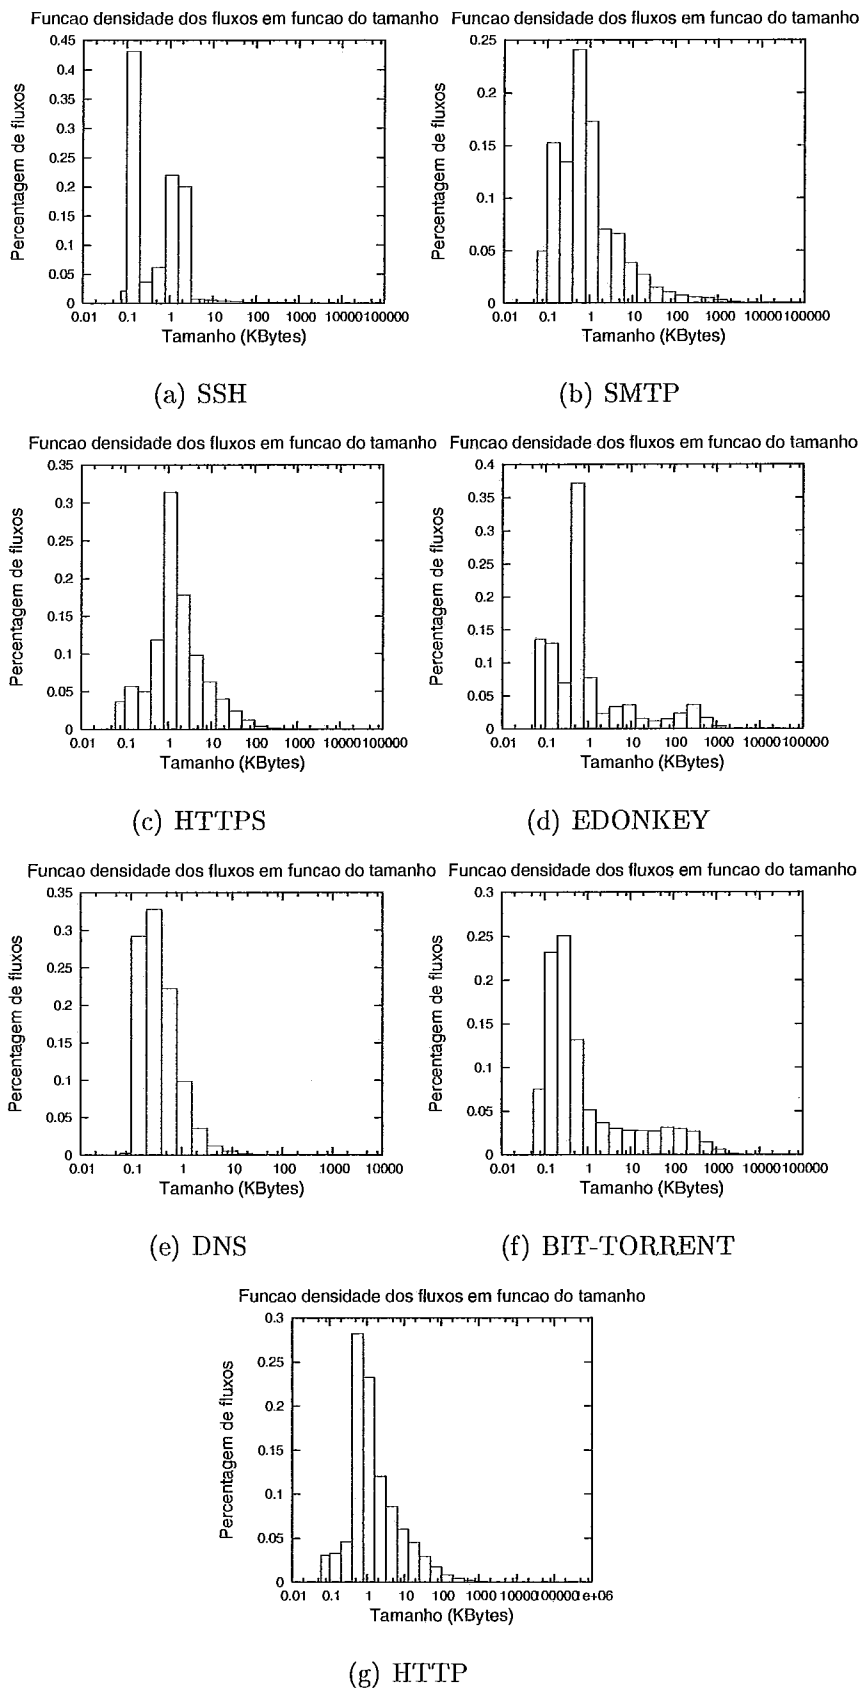 Funcao densidade dos fluxos em funcao do tamanho
0.45
0.4
0.35
0.3
0.25
0.2
0.15
0.1
0.05
0
Percentagem de fluxos
0.01 0.1 1 10 100 1000 10000 100000
Tamanho (KBytes)
(a) SSH
Funcao densidade dos fluxos em funcao do tamanho
0.25
0.2
0.15
0.1
0.05
0
Percentagem de fluxos
0.01 0.1 1 10 100 1000 10000 100000
Tamanho (KBytes)
(b) SMTP
Funcao densidade dos fluxos em funcao do tamanho
0.35
0.3
0.25
0.2
0.15
0.1
0.05
0
Percentagem de fluxos
0.01 0.1 1 10 100 1000 10000 100000
Tamanho (KBytes)
(c) HTTPS
Funcao densidade dos fluxos em funcao do tamanho
0.4
0.35
0.3
0.25
0.2
0.15
0.1
0.05
0
Percentagem de fluxos
0.01 0.1 1 10 100 1000 10000 100000
Tamanho (KBytes)
(d) EDONKEY
Funcao densidade dos fluxos em funcao do tamanho
0.35
0.3
0.25
0.2
0.15
0.1
0.05
0
Percentagem de fluxos
0.01 0.1 1 10 100 1000 10000
Tamanho (KBytes)
(e) DNS
Funcao densidade dos fluxos em funcao do tamanho
0.3
0.25
0.2
0.15
0.1
0.05
0
Percentagem de fluxos
0.01 0.1 1 10 100 1000 10000 100000
Tamanho (KBytes)
(f) BIT-TORRENT
Funcao densidade dos fluxos em funcao do tamanho
0.3
0.25
0.2
0.15
0.1
0.05
0
Percentagem de fluxos
0.01 0.1 1 10 100 1000 10000 100000 1e+06
Tamanho (KBytes)
(g) HTTP